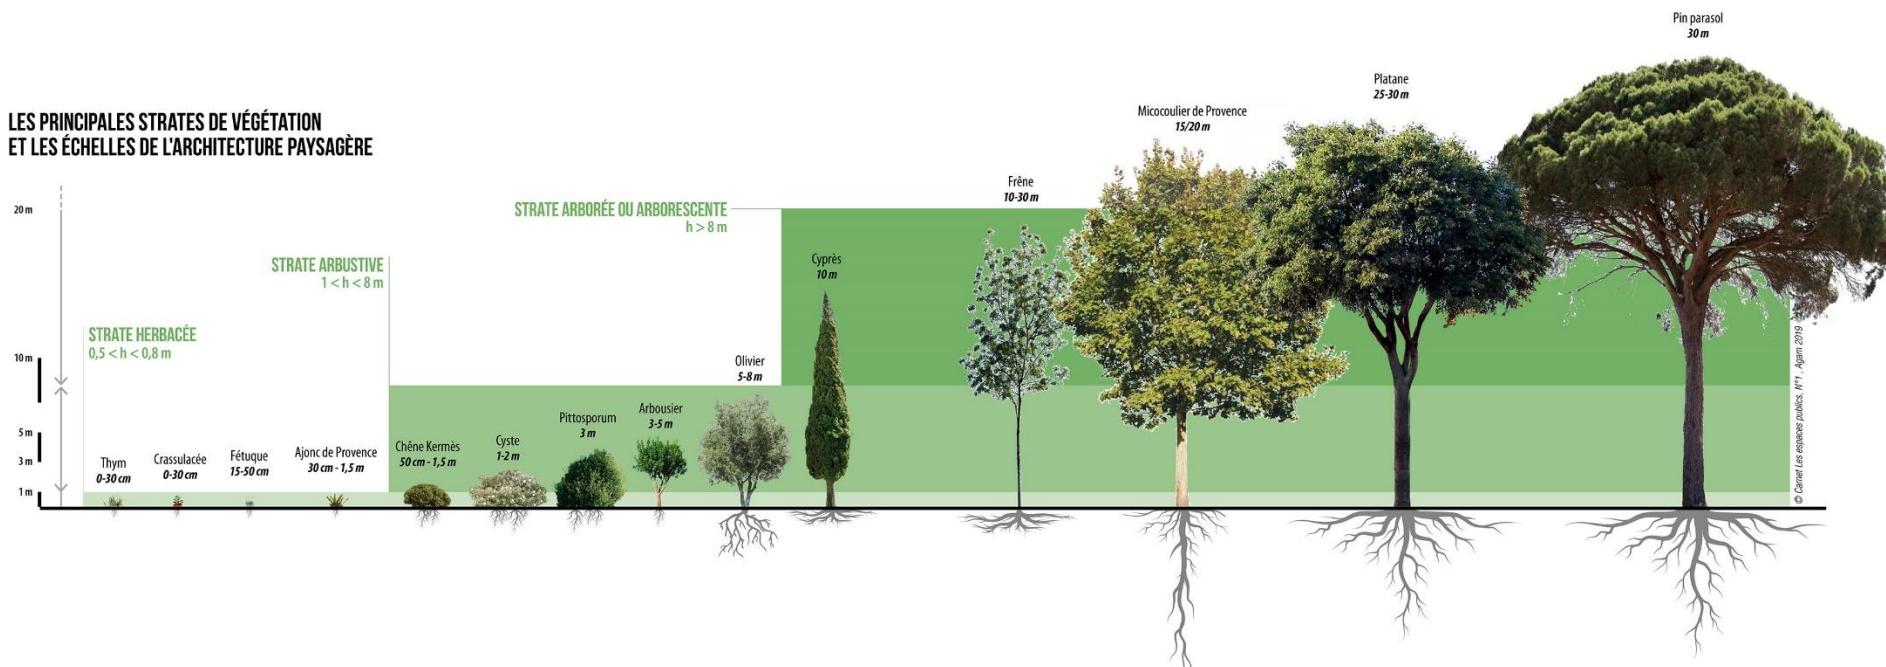 LES PRINCIPALES STRATES DE VÉGÉTATION
ET LES ÉCHELLES DE L'ARCHITECTURE PAYSAGÈRE
20 m
10 m
5 m
3 m
1 m
STRATE HERBACÉE
0,5 < h < 0,8 m
STRATE ARBUSTIVE
1 < h < 8 m
STRATE ARBORÉE OU ARBORESCENTE
h > 8 m
Thym
0-30 cm
Crassulacée
0-30 cm
Fétuque
15-50 cm
Ajonc de Provence
30 cm - 1,5 m
Chêne Kermès
50 cm - 1,5 m
Cyste
1-2 m
Pittosporum
3 m
Arbousier
3-5 m
Olivier
5-8 m
Cyprès
10 m
Frêne
10-30 m
Micocoulier de Provence
15/20 m
Platane
25-30 m
Pin parasol
30 m
© Carnet Les espaces publics, N°1 , Agam 2019